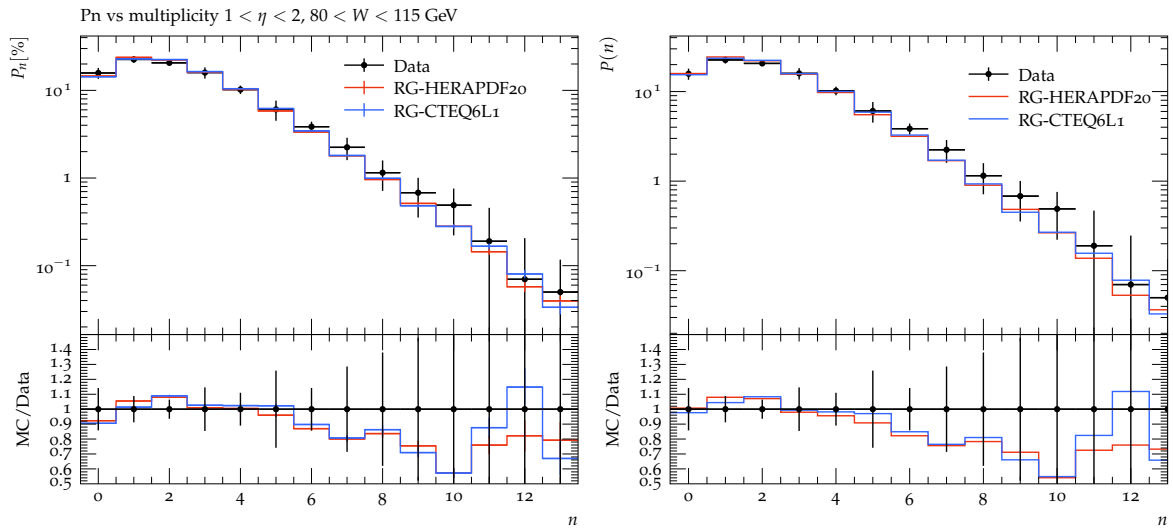 Pn vs multiplicity 1 < η < 2, 80 < W < 115 GeV
P_n[%]
10^1
1
10^−1
Data
RG-HERAPDF20
RG-CTEQ6L1
MC/Data
1.4
1.3
1.2
1.1
1
0.9
0.8
0.7
0.6
0.5
0 2 4 6 8 10 12
n
P(n)
10^1
1
10^−1
Data
RG-HERAPDF20
RG-CTEQ6L1
MC/Data
1.4
1.3
1.2
1.1
1
0.9
0.8
0.7
0.6
0.5
0 2 4 6 8 10 12
n